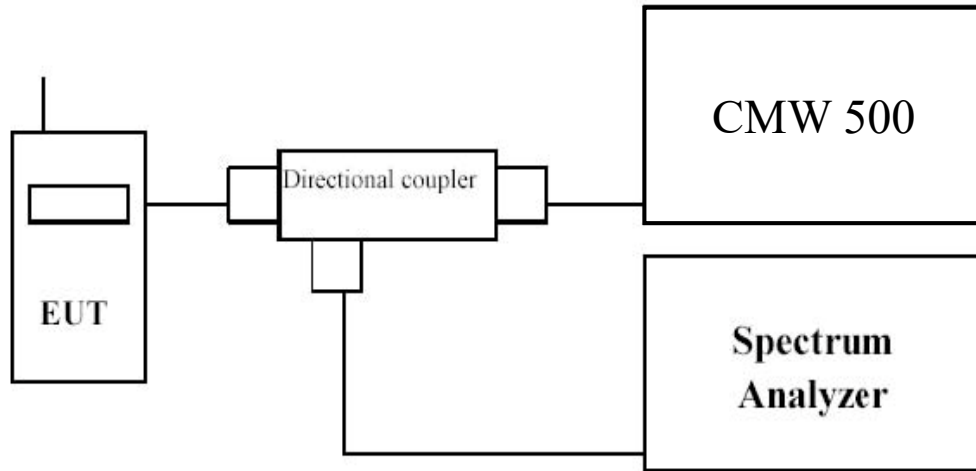 CMW 500
Directional coupler
EUT
Spectrum
Analyzer